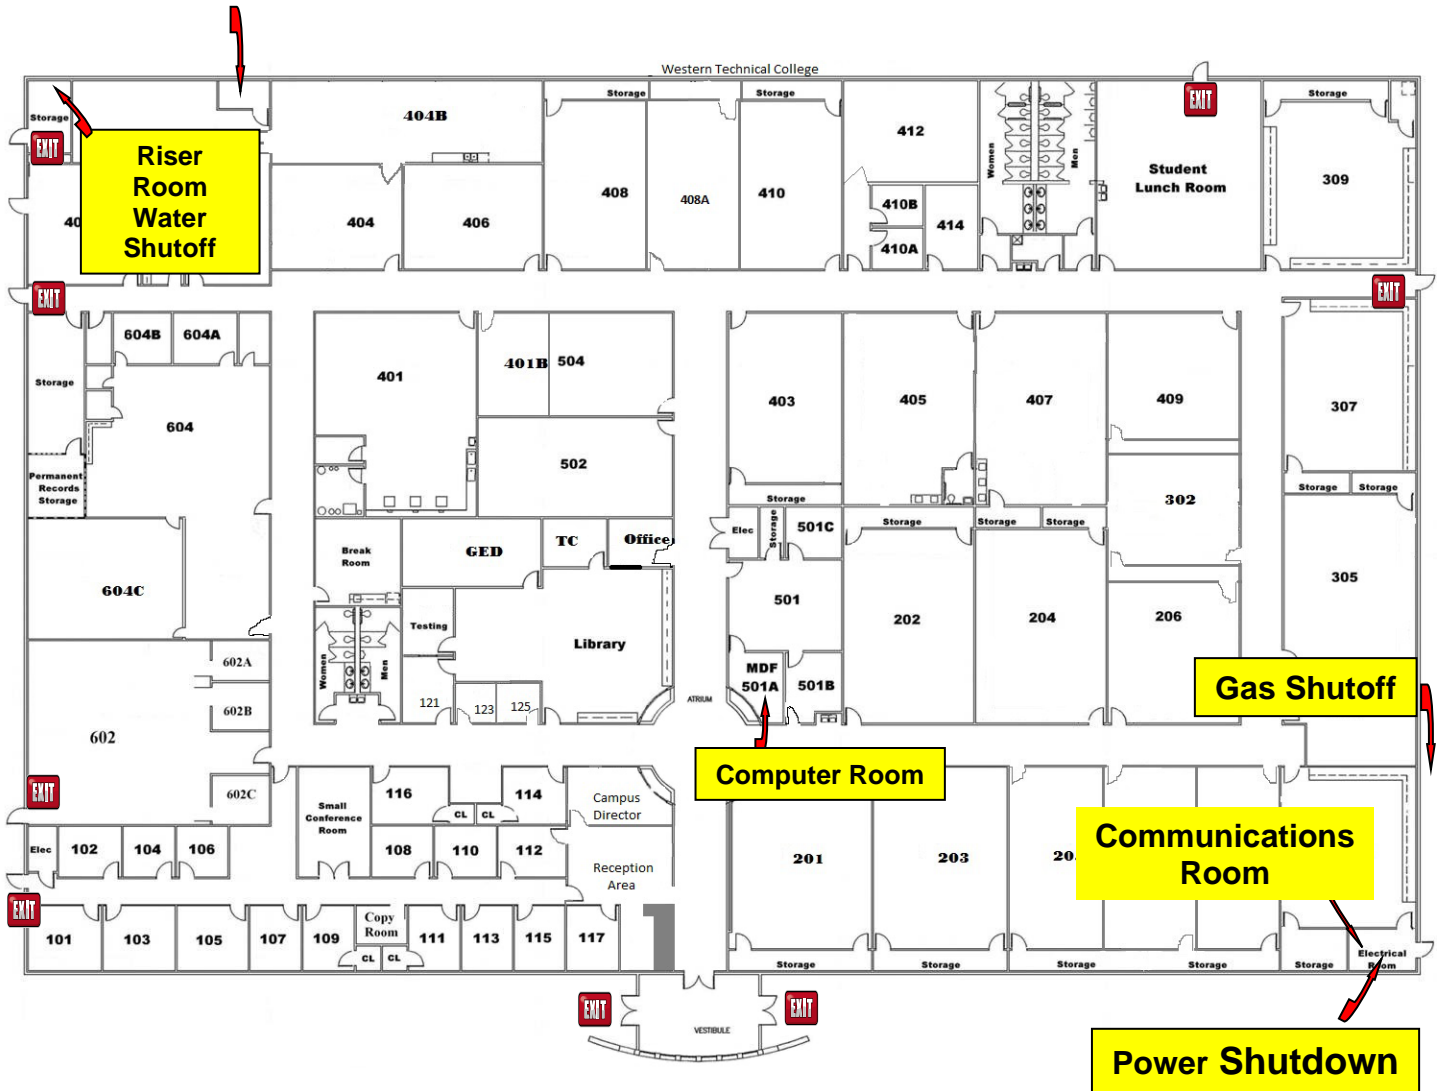 Western Technical College
Storage
EXIT
Riser
Room
Water
Shutoff
404B
404
406
Storage
408
408A
Storage
410
412
410B
414
410A
Women
Men
Student
Lunch Room
EXIT
Storage
309
EXIT
EXIT
604B
604A
Storage
604
Permanent
Records
Storage
604C
401
401B
504
502
403
Storage
405
407
409
302
307
Storage
Storage
305
Break
Room
GED
TC
Office
Testing
Library
Women
Men
121
123
125
ATRIUM
Elec
Storage
501C
501
MDF
501A
501B
Storage
202
Storage
Storage
204
206
602A
602B
602
602C
EXIT
Gas Shutoff
Computer Room
Small
Conference
Room
116
CL
CL
114
Campus
Director
108
110
112
Reception
Area
Elec
102
104
106
EXIT
101
103
105
107
109
Copy
Room
CL
CL
111
113
115
117
201
203
Communications
Room
Storage
Storage
Storage
Storage
Storage
Electrical
Room
EXIT
EXIT
VESTIBULE
Power Shutdown